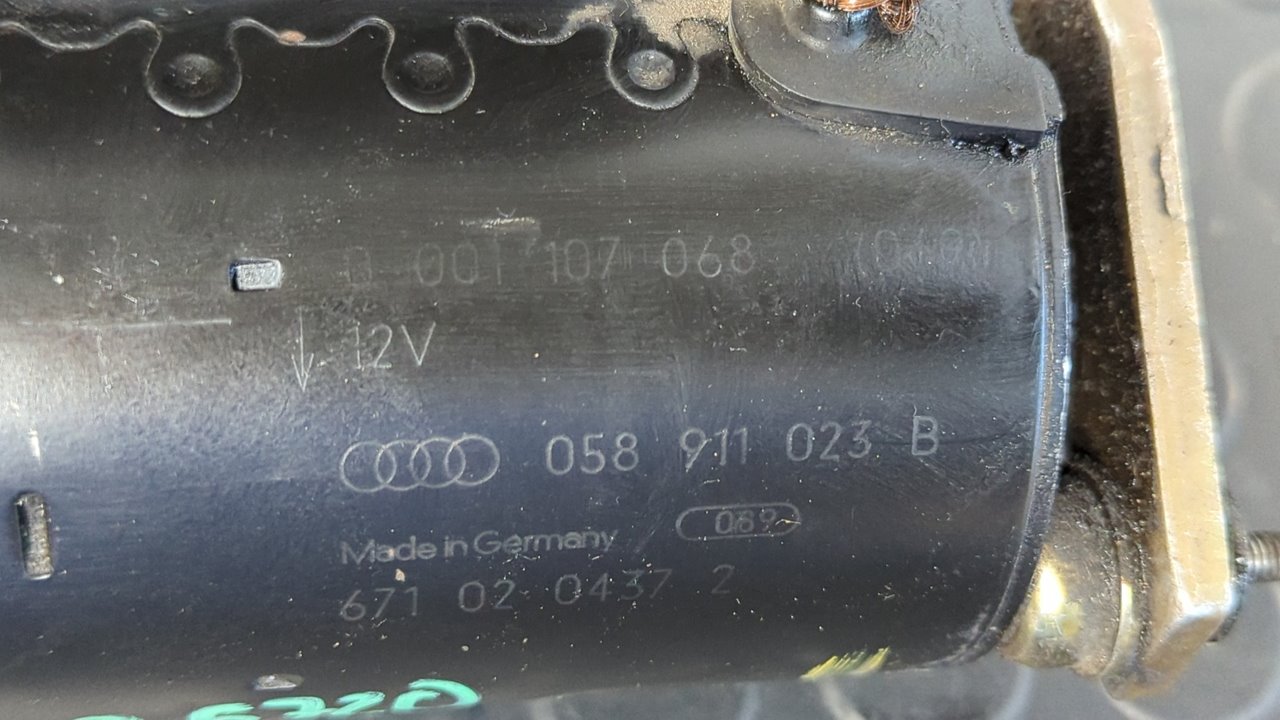 0 001 107 068
12V
058 911 023 B
Made in Germany 089
671 02 0437 2